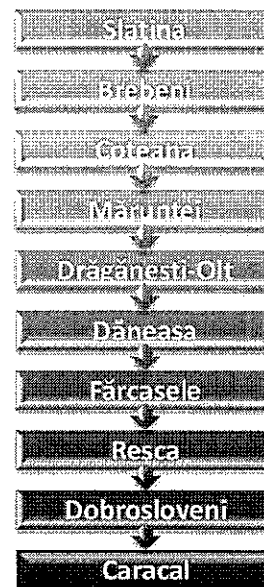 Slatina
Brebeni
Coteana
Măruntei
Drăgănesti-Olt
Dăneasa
Fărcasele
Resca
Dobrosloveni
Caracal